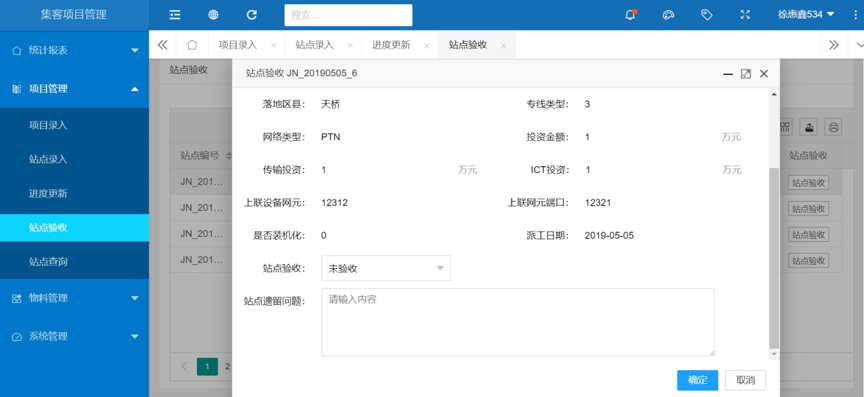 集客项目管理
搜索...
徐惠鑫534
统计报表
项目管理
项目录入
站点录入
进度更新
站点验收
站点查询
物料管理
系统管理
项目录入 × 站点录入 × 进度更新 × 站点验收 ×
站点验收
站点编号
站点验收
JN_201...
站点验收
JN_201...
站点验收
JN_201...
站点验收
JN_201...
站点验收
1 2
站点验收 JN_20190505_6
落地区县： 天桥 专线类型： 3
网络类型： PTN 投资金额： 1 万元
传输投资： 1 万元 ICT投资： 1 万元
上联设备网元： 12312 上联网元端口： 12321
是否装机化： 0 派工日期： 2019-05-05
站点验收： 未验收
站点遗留问题： 请输入内容
确定 取消